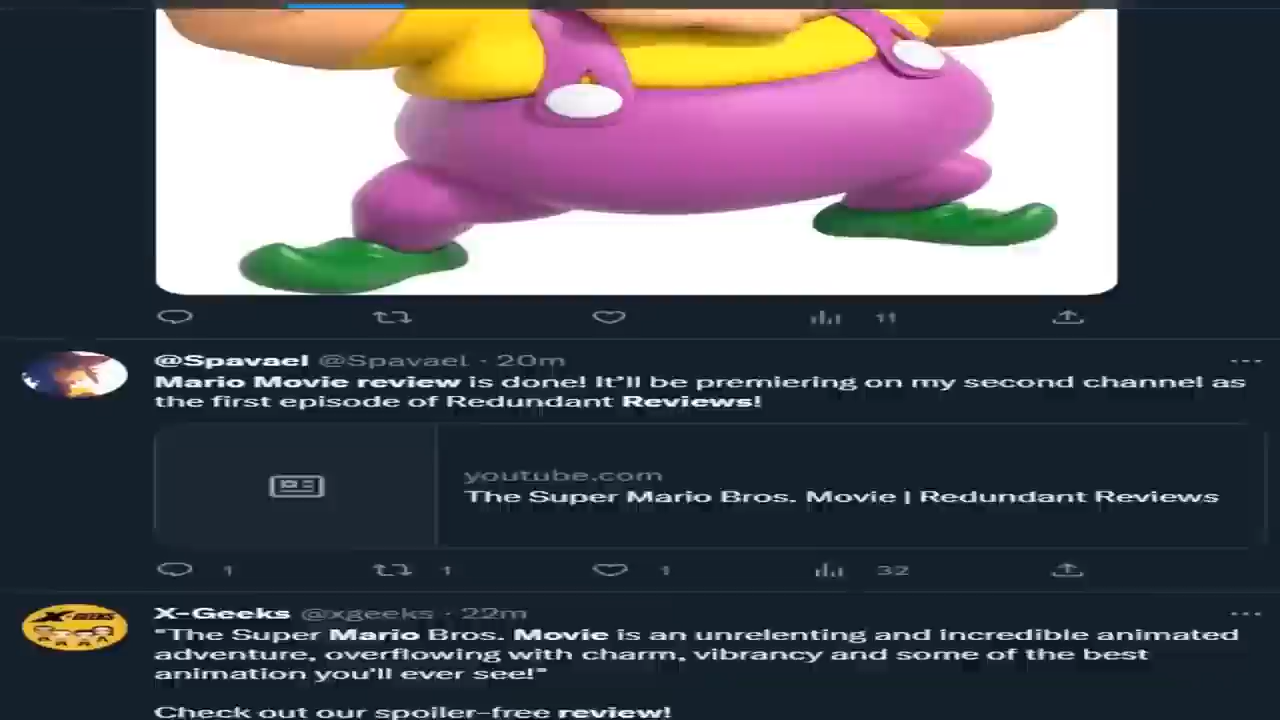 11
@Spavael @Spavael · 20m
Mario Movie review is done! It'll be premiering on my second channel as
the first episode of Redundant Reviews!
youtube.com
The Super Mario Bros. Movie | Redundant Reviews
1 1 1 32
X-GEEKS
X-Geeks @xgeeks · 22m
"The Super Mario Bros. Movie is an unrelenting and incredible animated
adventure, overflowing with charm, vibrancy and some of the best
animation you'll ever see!"
Check out our spoiler-free review!